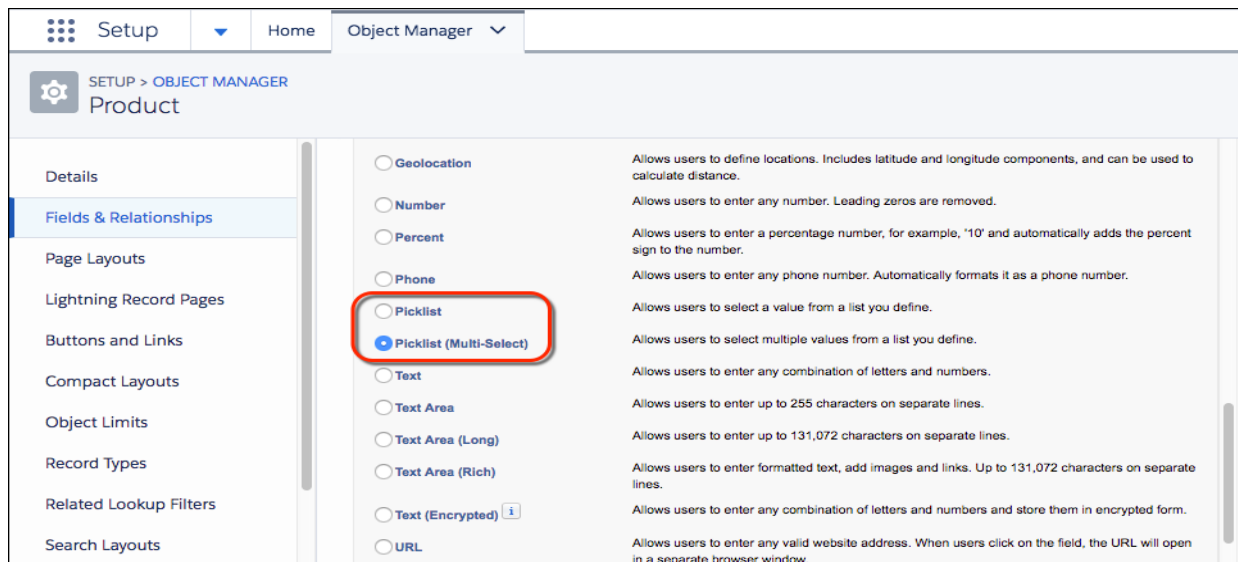 Setup Home Object Manager
SETUP > OBJECT MANAGER
Product
Details
Fields & Relationships
Page Layouts
Lightning Record Pages
Buttons and Links
Compact Layouts
Object Limits
Record Types
Related Lookup Filters
Search Layouts
Geolocation Allows users to define locations. Includes latitude and longitude components, and can be used to
calculate distance.
Number Allows users to enter any number. Leading zeros are removed.
Percent Allows users to enter a percentage number, for example, '10' and automatically adds the percent
sign to the number.
Phone Allows users to enter any phone number. Automatically formats it as a phone number.
Picklist Allows users to select a value from a list you define.
Picklist (Multi-Select) Allows users to select multiple values from a list you define.
Text Allows users to enter any combination of letters and numbers.
Text Area Allows users to enter up to 255 characters on separate lines.
Text Area (Long) Allows users to enter up to 131,072 characters on separate lines.
Text Area (Rich) Allows users to enter formatted text, add images and links. Up to 131,072 characters on separate
lines.
Text (Encrypted) i Allows users to enter any combination of letters and numbers and store them in encrypted form.
URL Allows users to enter any valid website address. When users click on the field, the URL will open
in a separate browser window.